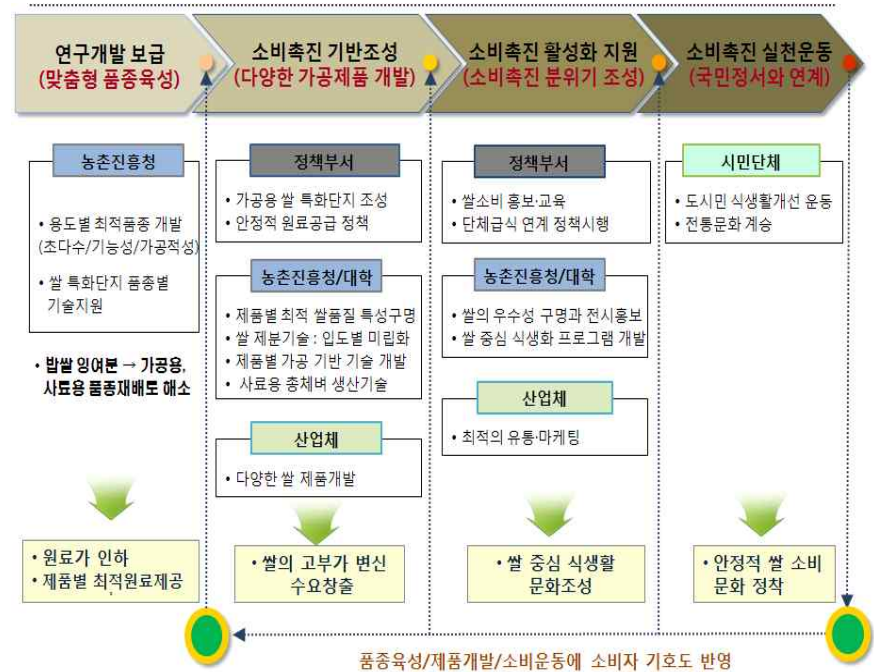 연구개발 보급
(맞춤형 품종육성)
소비촉진 기반조성
(다양한 가공제품 개발)
소비촉진 활성화 지원
(소비촉진 분위기 조성)
소비촉진 실천운동
(국민정서와 연계)
농촌진흥청
• 용도별 최적품종 개발
(초다수/기능성/가공적성)
• 쌀 특화단지 품종별
기술지원
• 밥쌀 잉여분 → 가공용,
사료용 품종재배로 해소
• 원료가 인하
• 제품별 최적원료제공
정책부서
• 가공용 쌀 특화단지 조성
• 안정적 원료공급 정책
농촌진흥청/대학
• 제품별 최적 쌀품질 특성구명
• 쌀 제분기술 : 입도별 미립화
• 제품별 가공 기반 기술 개발
• 사료용 총체벼 생산기술
산업체
• 다양한 쌀 제품개발
• 쌀의 고부가 변신
수요창출
정책부서
• 쌀소비 홍보·교육
• 단체급식 연계 정책시행
농촌진흥청/대학
• 쌀의 우수성 구명과 전시홍보
• 쌀 중심 식생활 프로그램 개발
산업체
• 최적의 유통·마케팅
• 쌀 중심 식생활
문화조성
시민단체
• 도시민 식생활개선 운동
• 전통문화 계승
• 안정적 쌀 소비
문화 정착
품종육성/제품개발/소비운동에 소비자 기호도 반영